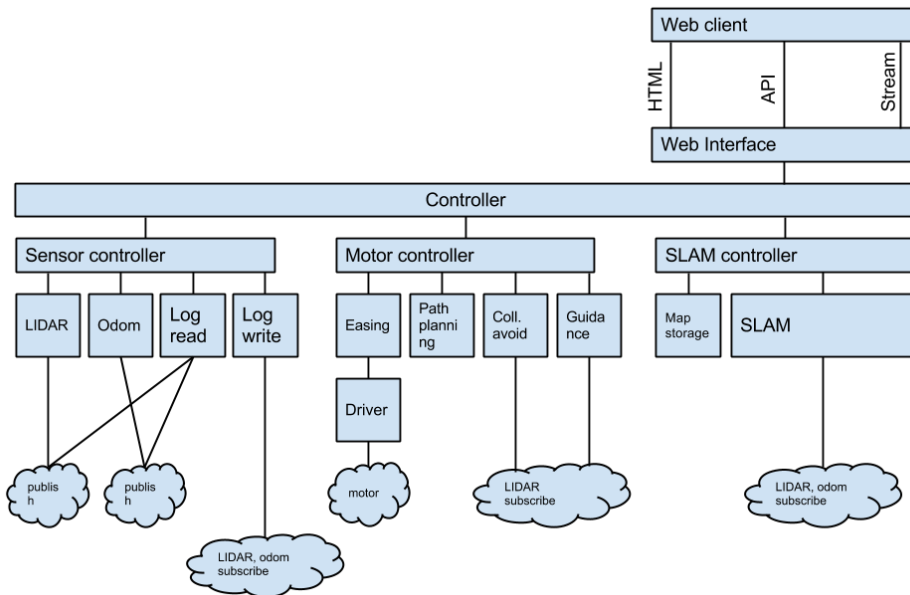 Web client
HTML
API
Stream
Web Interface
Controller
Sensor controller
Motor controller
SLAM controller
LIDAR
Odom
Log
read
Log
write
Easing
Path
planni
ng
Coll.
avoid
Guida
nce
Map
storage
SLAM
Driver
publis
h
publis
h
motor
LIDAR
subscribe
LIDAR, odom
subscribe
LIDAR, odom
subscribe